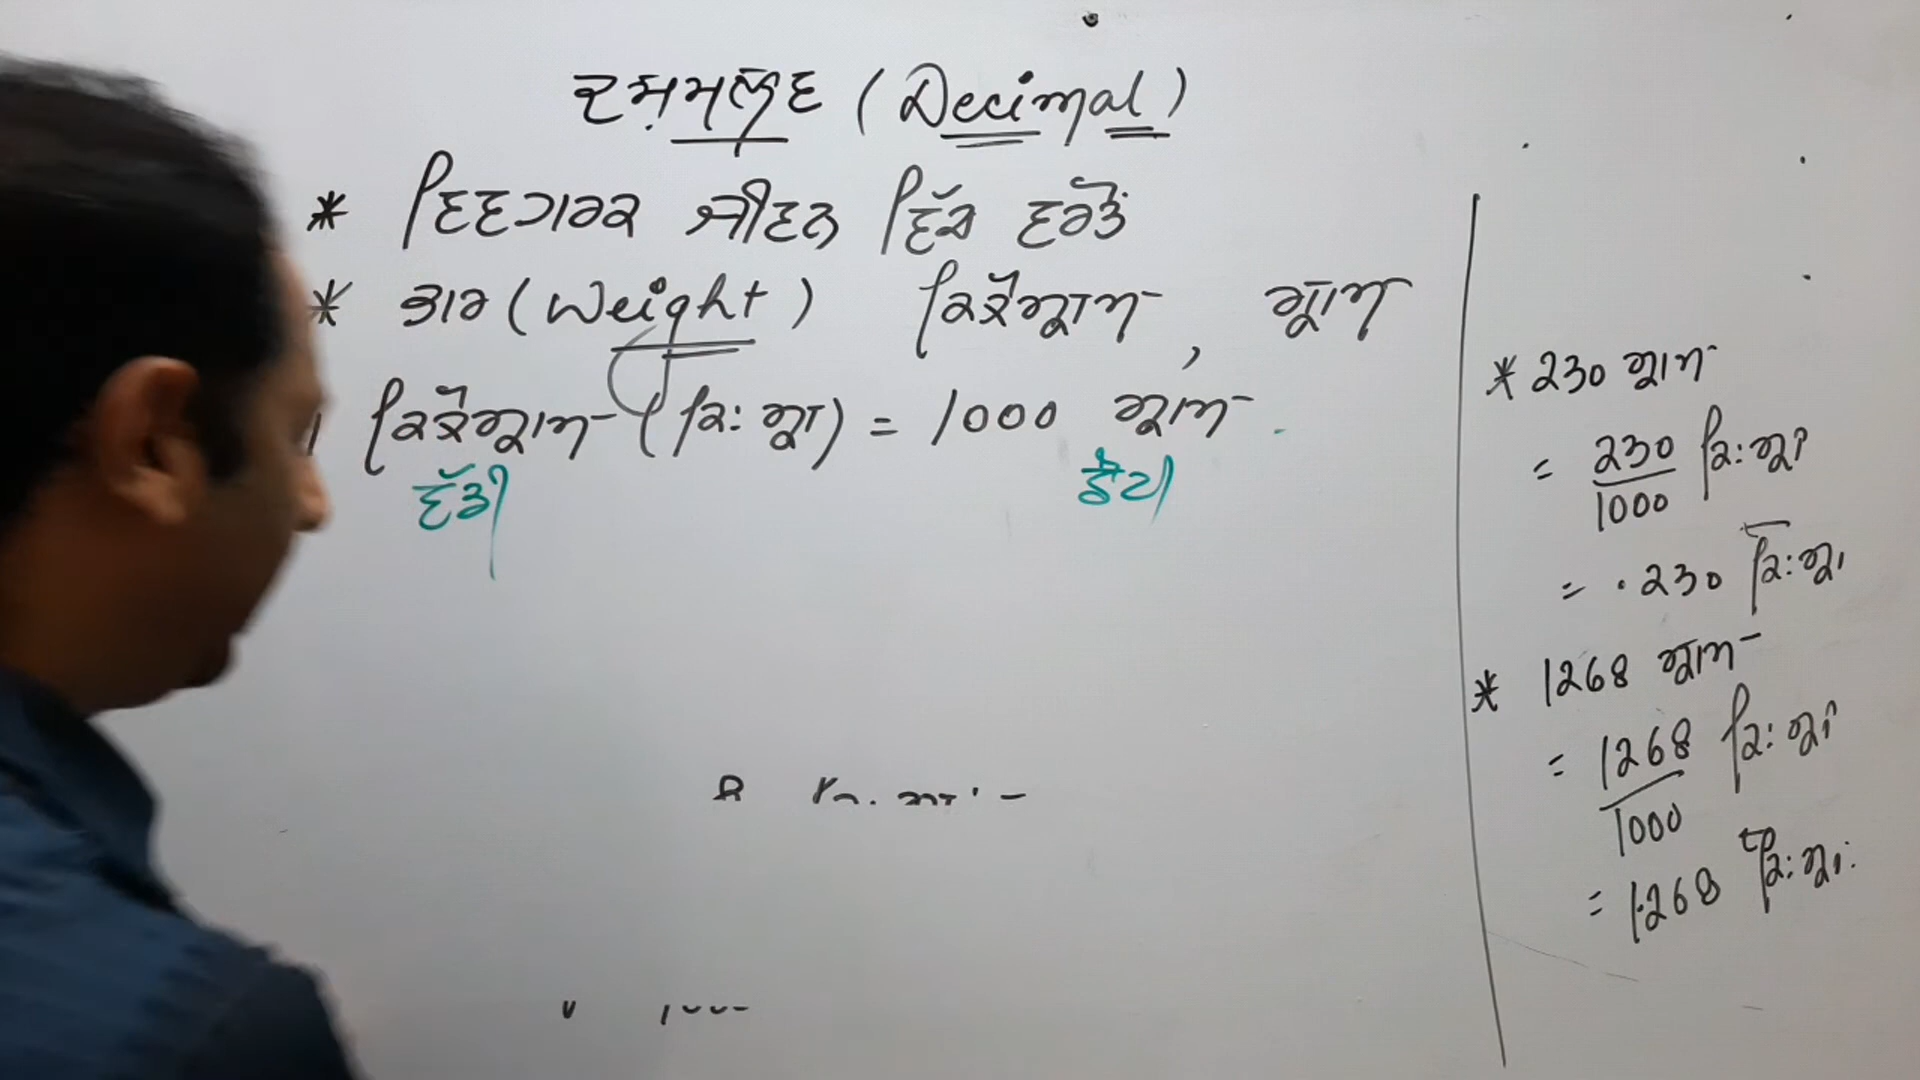 ਦਸ਼ਮਲਵ (Decimal)
* ਵਿਵਹਾਰਕ ਜੀਵਨ ਵਿੱਚ ਵਰਤੋਂ
* ਭਾਰ (Weight) ਕਿਲੋਗ੍ਰਾਮ, ਗ੍ਰਾਮ
1 ਕਿਲੋਗ੍ਰਾਮ (ਕਿ: ਗ੍ਰਾ) = 1000 ਗ੍ਰਾਮ
ਵੱਡੀ ਛੋਟੀ
* 230 ਗ੍ਰਾਮ
= 230/1000 ਕਿ: ਗ੍ਰਾ
= .230 ਕਿ: ਗ੍ਰਾ
* 1268 ਗ੍ਰਾਮ
= 1268/1000 ਕਿ: ਗ੍ਰਾ
= 1.268 ਕਿ: ਗ੍ਰਾ: